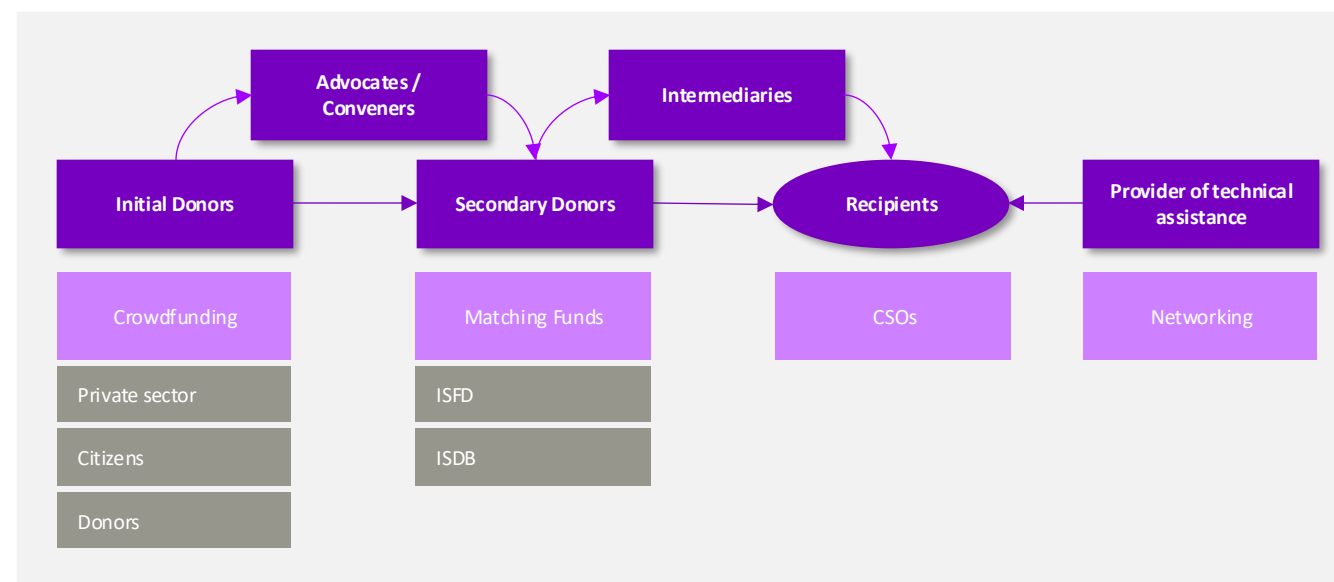 Advocates /
Conveners
Intermediaries
Initial Donors
Secondary Donors
Recipients
Provider of technical
assistance
Crowdfunding
Matching Funds
CSOs
Networking
Private sector
ISFD
Citizens
ISDB
Donors